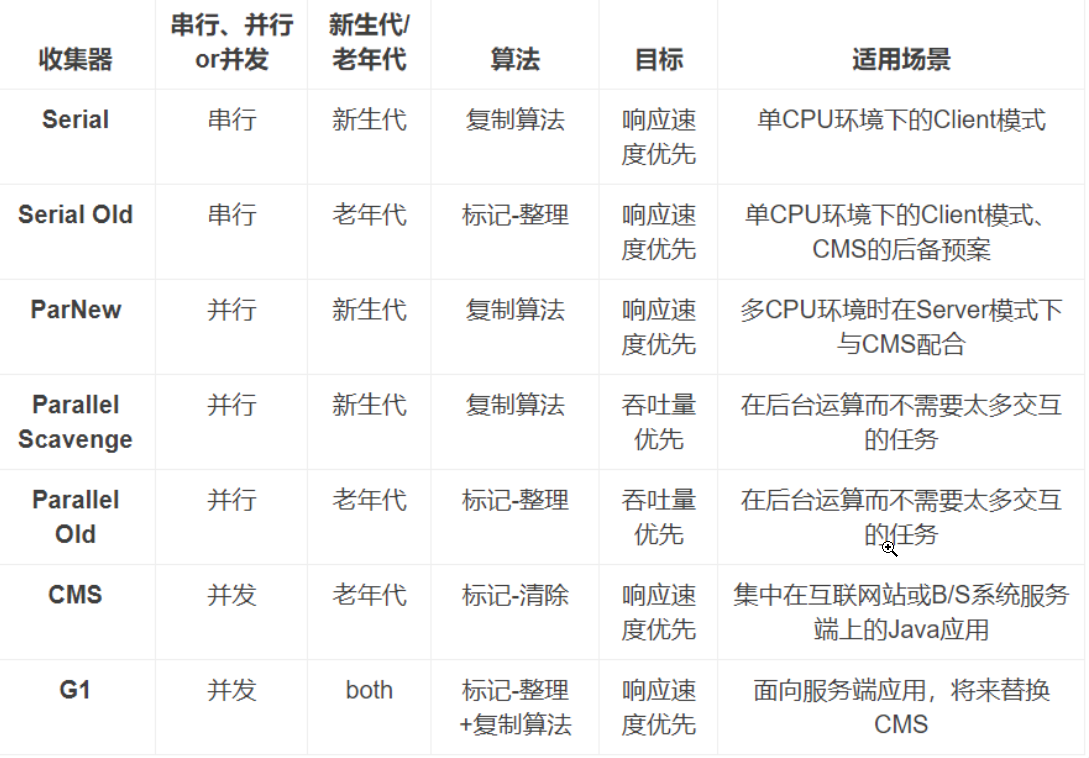 收集器 串行、并行or并发 新生代/老年代 算法 目标 适用场景
Serial 串行 新生代 复制算法 响应速度优先 单CPU环境下的Client模式
Serial Old 串行 老年代 标记-整理 响应速度优先 单CPU环境下的Client模式、CMS的后备预案
ParNew 并行 新生代 复制算法 响应速度优先 多CPU环境时在Server模式下与CMS配合
Parallel Scavenge 并行 新生代 复制算法 吞吐量优先 在后台运算而不需要太多交互的任务
Parallel Old 并行 老年代 标记-整理 吞吐量优先 在后台运算而不需要太多交互的任务
CMS 并发 老年代 标记-清除 响应速度优先 集中在互联网站或B/S系统服务端上的Java应用
G1 并发 both 标记-整理+复制算法 响应速度优先 面向服务端应用，将来替换CMS